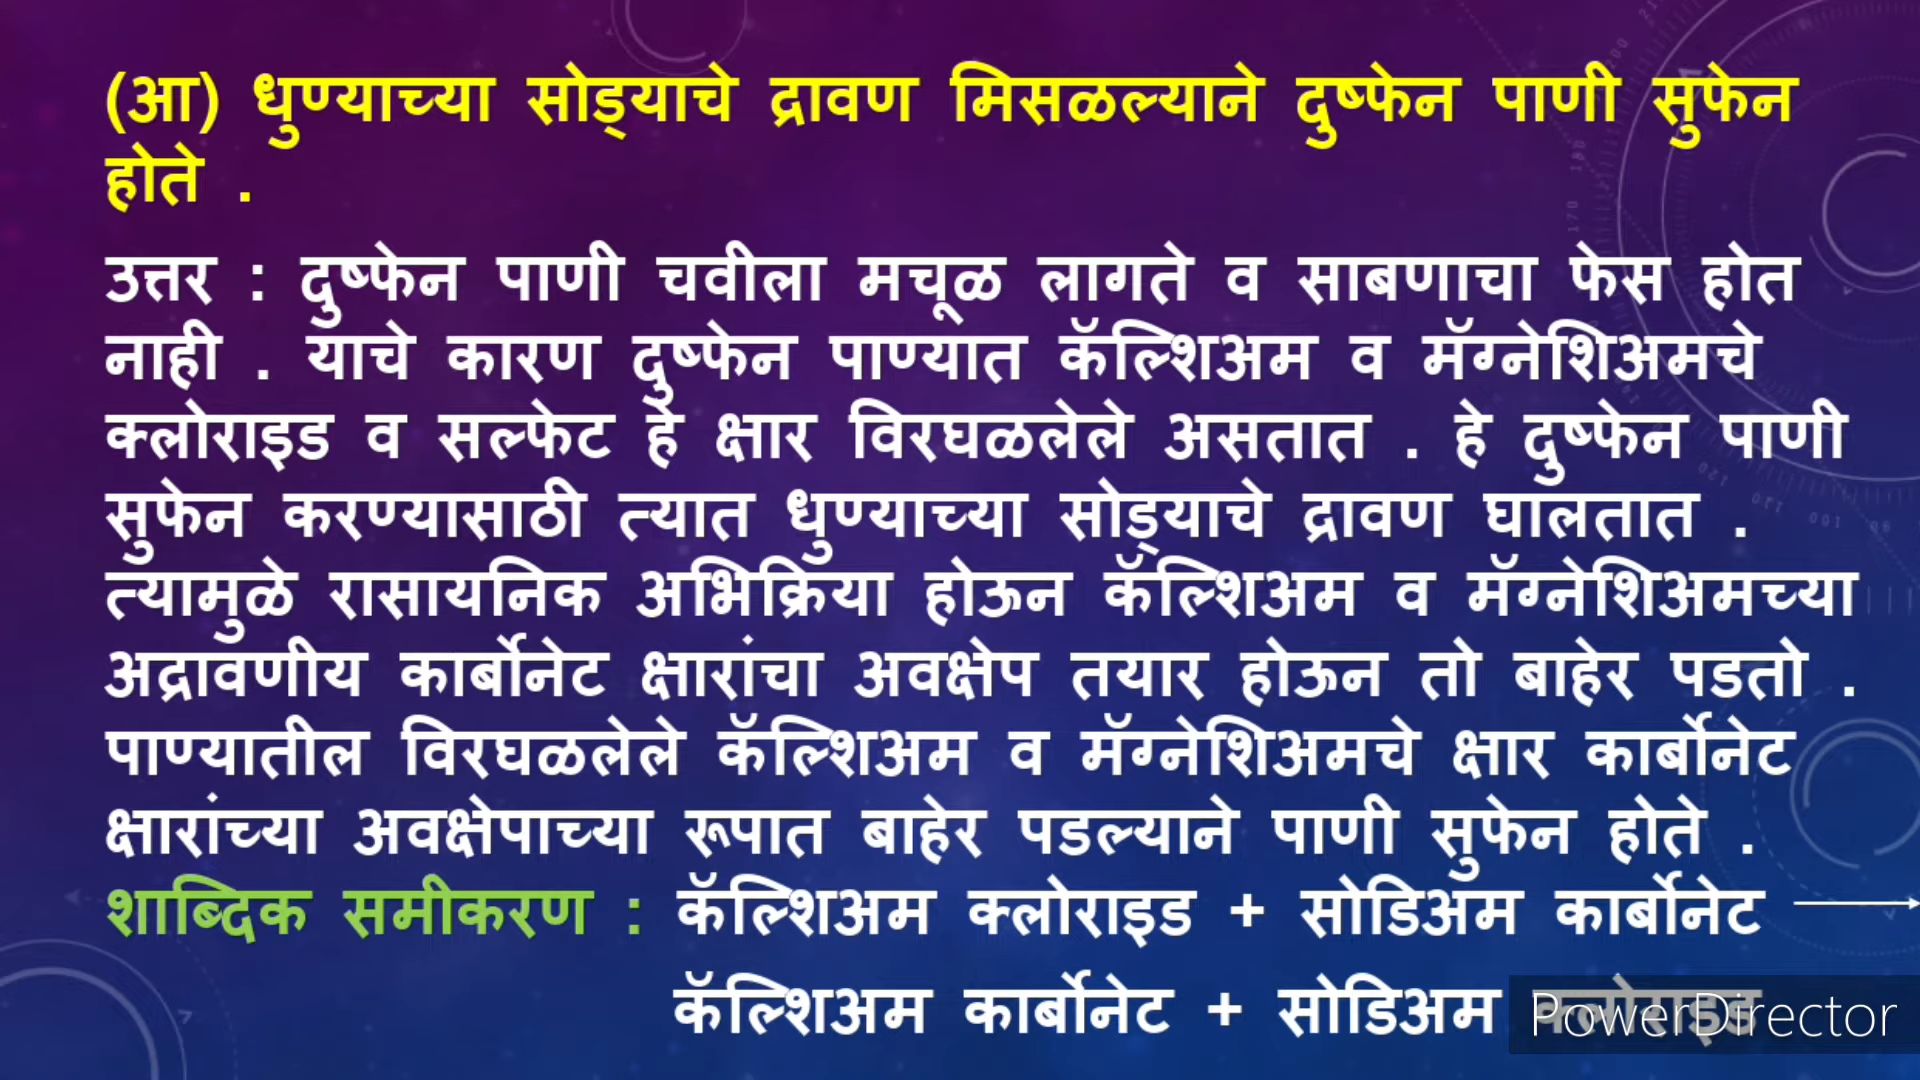 (आ) धुण्याच्या सोड्याचे द्रावण मिसळल्याने दुष्फेन पाणी सुफेन
होते .
उत्तर : दुष्फेन पाणी चवीला मचूळ लागते व साबणाचा फेस होत
नाही . याचे कारण दुष्फेन पाण्यात कॅल्शिअम व मॅग्नेशिअमचे
क्लोराइड व सल्फेट हे क्षार विरघळलेले असतात . हे दुष्फेन पाणी
सुफेन करण्यासाठी त्यात धुण्याच्या सोड्याचे द्रावण घालतात .
त्यामुळे रासायनिक अभिक्रिया होऊन कॅल्शिअम व मॅग्नेशिअमच्या
अद्रावणीय कार्बोनेट क्षारांचा अवक्षेप तयार होऊन तो बाहेर पडतो .
पाण्यातील विरघळलेले कॅल्शिअम व मॅग्नेशिअमचे क्षार कार्बोनेट
क्षारांच्या अवक्षेपाच्या रूपात बाहेर पडल्याने पाणी सुफेन होते .
शाब्दिक समीकरण : कॅल्शिअम क्लोराइड + सोडिअम कार्बोनेट →
कॅल्शिअम कार्बोनेट + सोडिअम क्लोराइड
PowerDirector